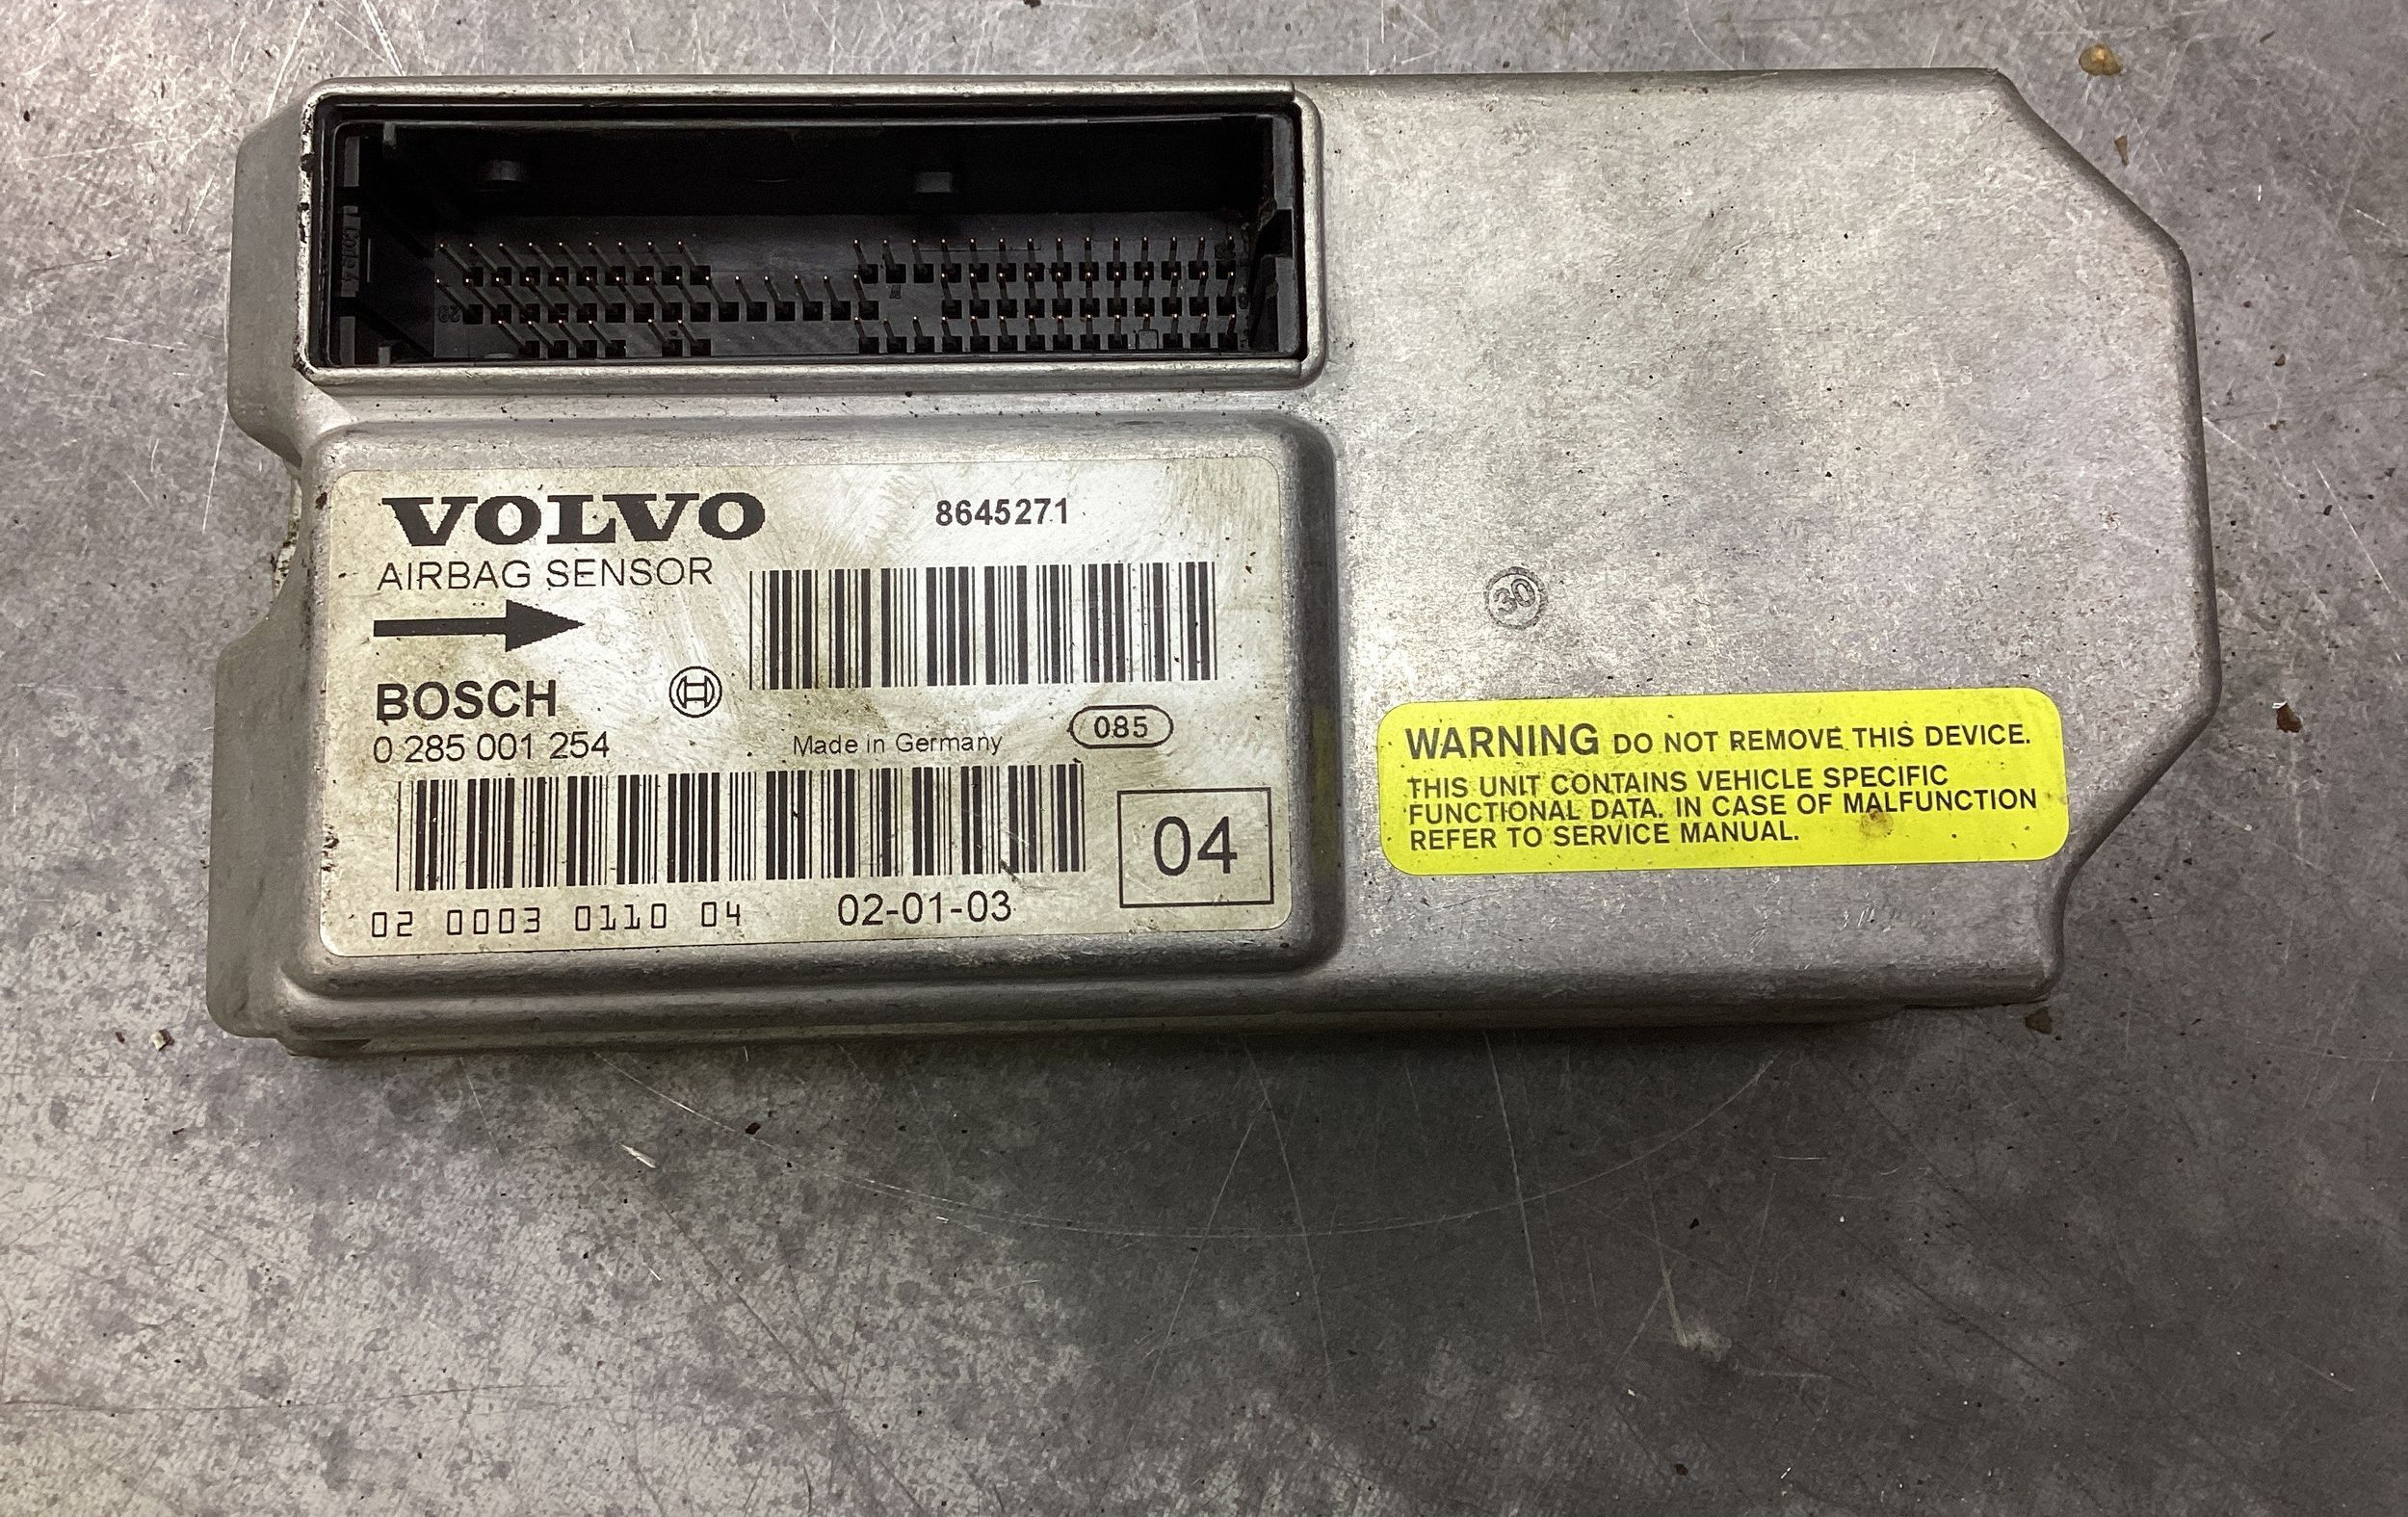 VOLVO
8645271
AIRBAG SENSOR
BOSCH
0 285 001 254
Made in Germany
085
04
02 0003 0110 04
02-01-03
30
WARNING DO NOT REMOVE THIS DEVICE.
THIS UNIT CONTAINS VEHICLE SPECIFIC
FUNCTIONAL DATA. IN CASE OF MALFUNCTION
REFER TO SERVICE MANUAL.